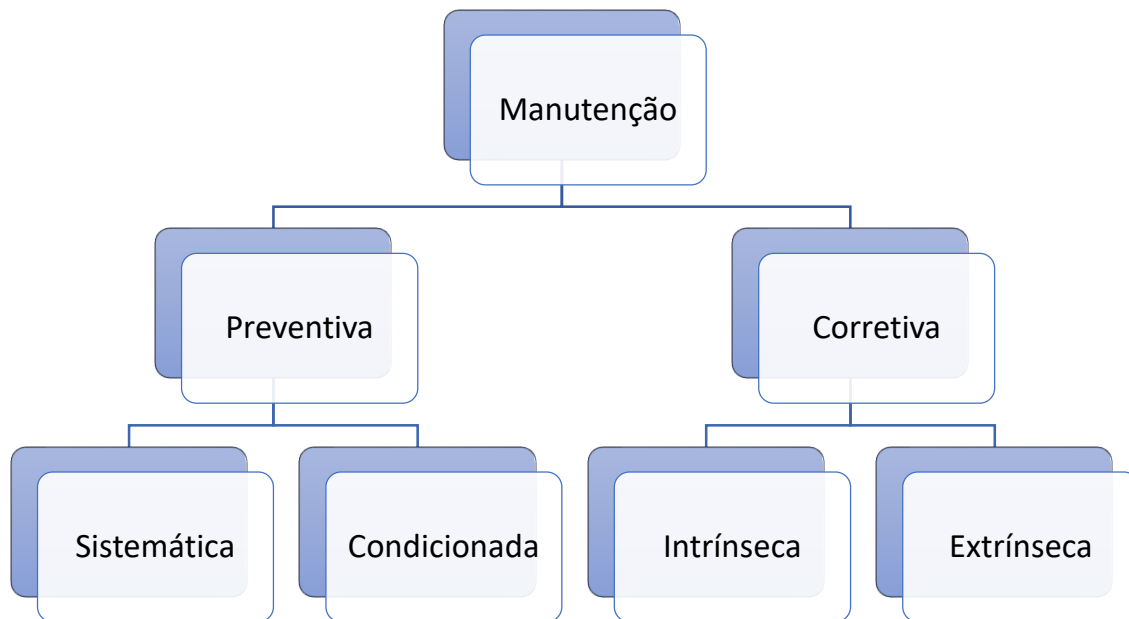 Manutenção
Preventiva
Corretiva
Sistemática
Condicionada
Intrínseca
Extrínseca